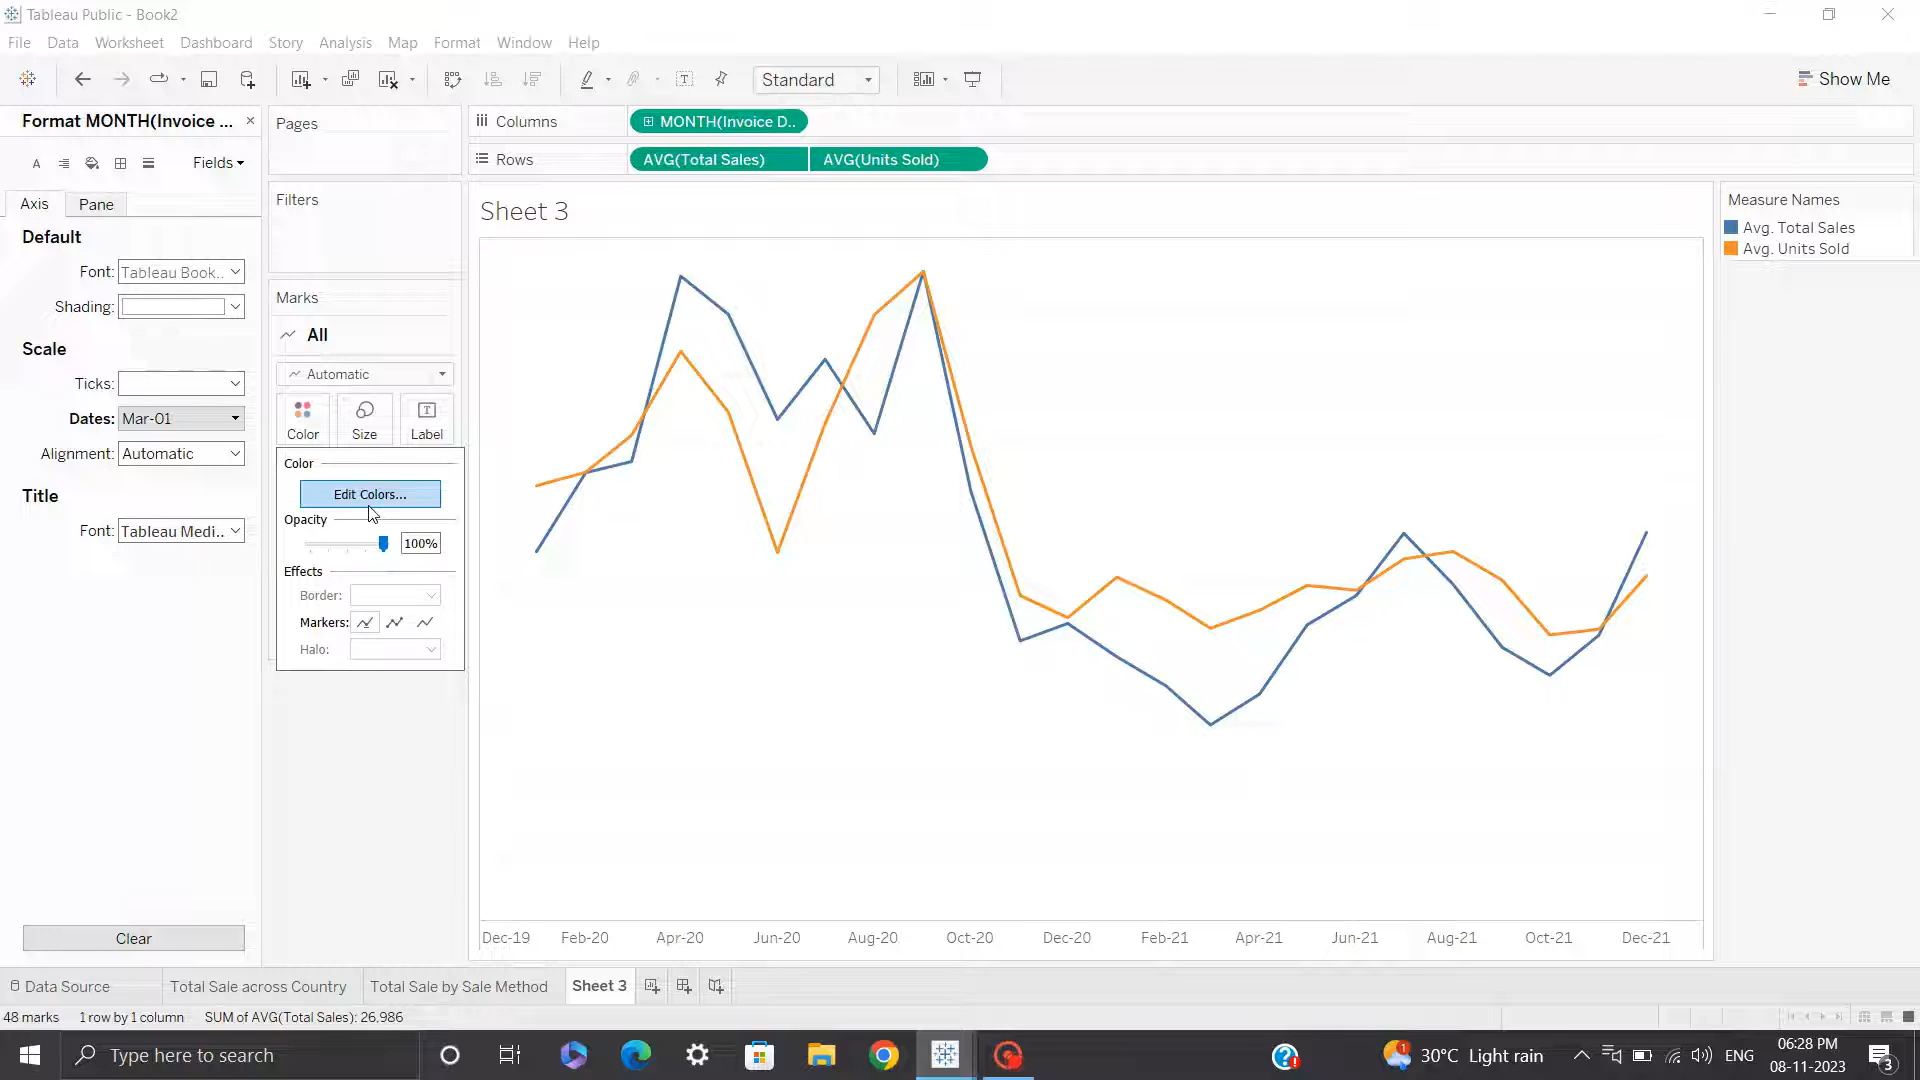 Tableau Public - Book2
File Data Worksheet Dashboard Story Analysis Map Format Window Help
Standard
Show Me
Format MONTH(Invoice ...
Fields
Axis Pane
Default
Font: Tableau Book..
Shading:
Scale
Ticks:
Dates: Mar-01
Alignment: Automatic
Title
Font: Tableau Medi..
Clear
Pages
Filters
Marks
All
Automatic
Color Size Label
Color
Edit Colors...
Opacity
100%
Effects
Border:
Markers:
Halo:
Columns MONTH(Invoice D..
Rows AVG(Total Sales) AVG(Units Sold)
Sheet 3
Dec-19 Feb-20 Apr-20 Jun-20 Aug-20 Oct-20 Dec-20 Feb-21 Apr-21 Jun-21 Aug-21 Oct-21 Dec-21
Measure Names
Avg. Total Sales
Avg. Units Sold
Data Source Total Sale across Country Total Sale by Sale Method Sheet 3
48 marks 1 row by 1 column SUM of AVG(Total Sales): 26,986
Type here to search
1 30°C Light rain ENG
06:28 PM
08-11-2023
3